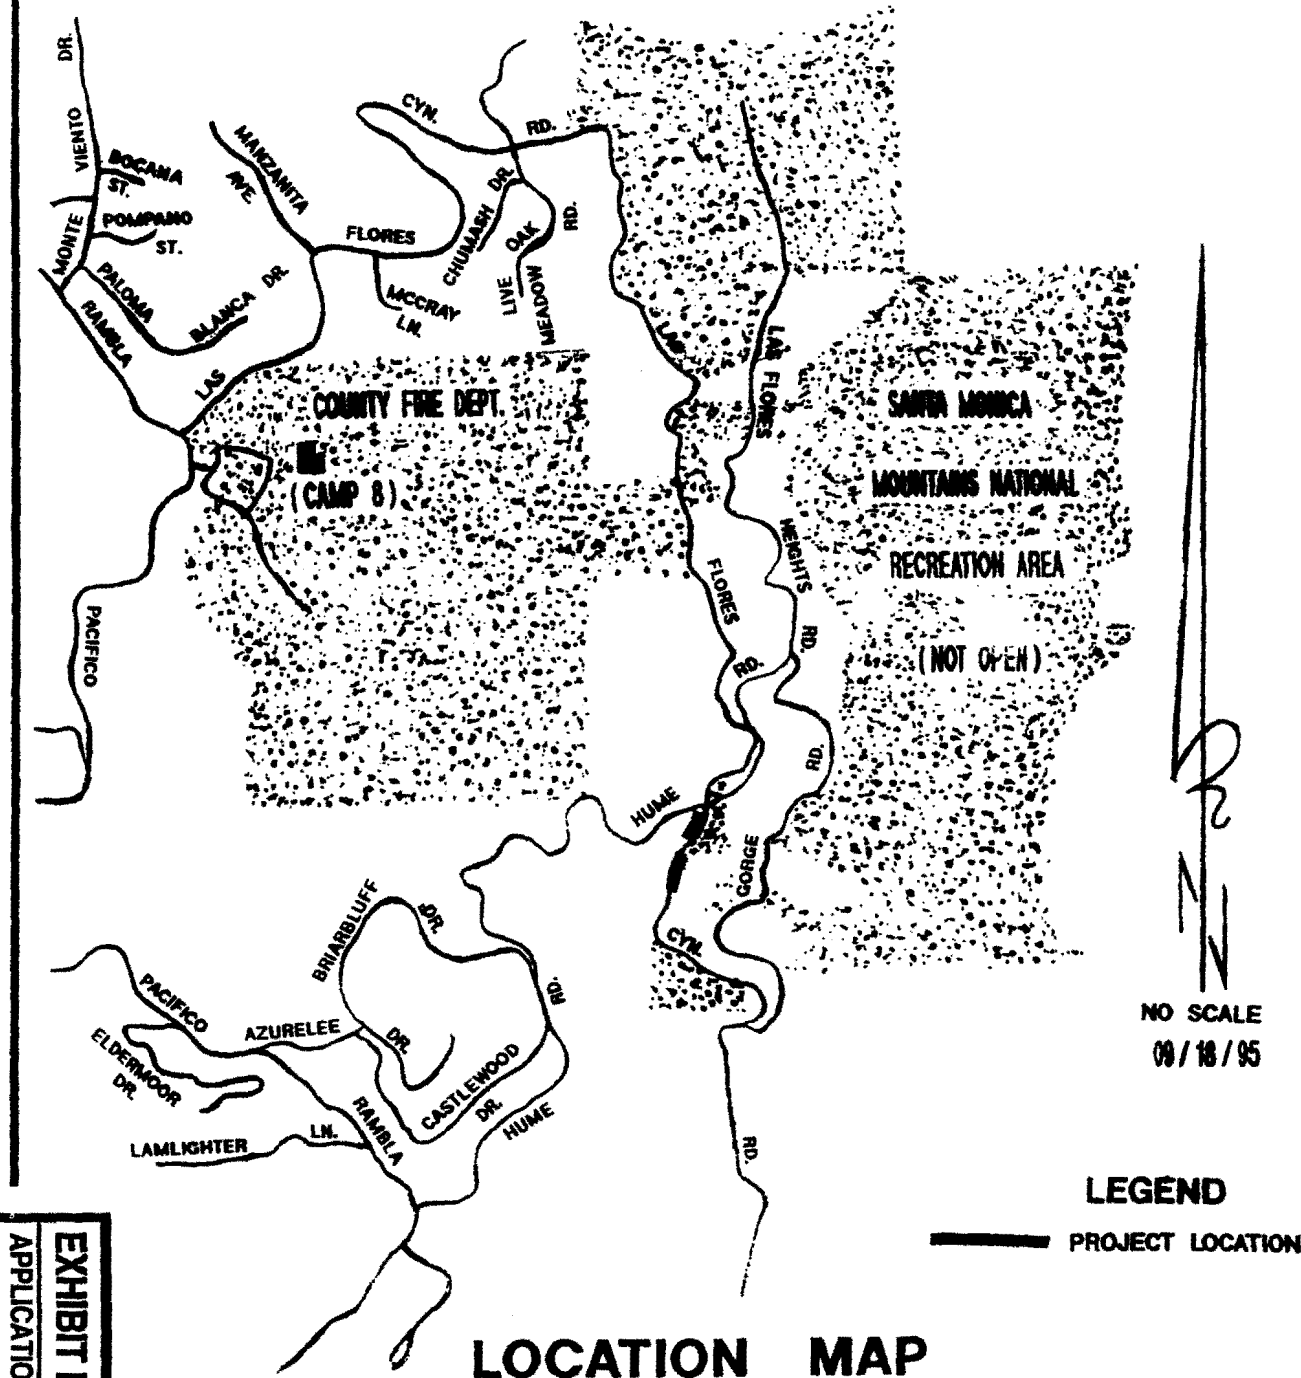 VIENTO DR.
MONTE
BOCANA
ST.
POMPANO
ST.
PALOMA
BLANCA DR.
RAMBLA
LAS
MANZANITA
AVE.
FLORES
CYN.
RD.
MCCRAY
LN.
CHUMASH DR.
LIVE OAK
MEADOW RD.
COUNTY FIRE DEPT.
(CAMP 8)
LAS
FLORES
RD.
LAS FLORES
HEIGHTS
RD.
SANTA MONICA
MOUNTAINS NATIONAL
RECREATION AREA
(NOT OPEN)
PACIFICO
HUME
GORGE
RD.
CYN.
BRIARBLUFF
DR.
RD.
PACIFICO
AZURELEE
DR.
ELDERMOOR
DR.
CASTLEWOOD
DR.
HUME
RAMBLA
LAMLIGHTER
LN.
RD.
N
NO SCALE
09/18/95
LEGEND
PROJECT LOCATION
EXHIBIT
APPLICATIO
LOCATION MAP